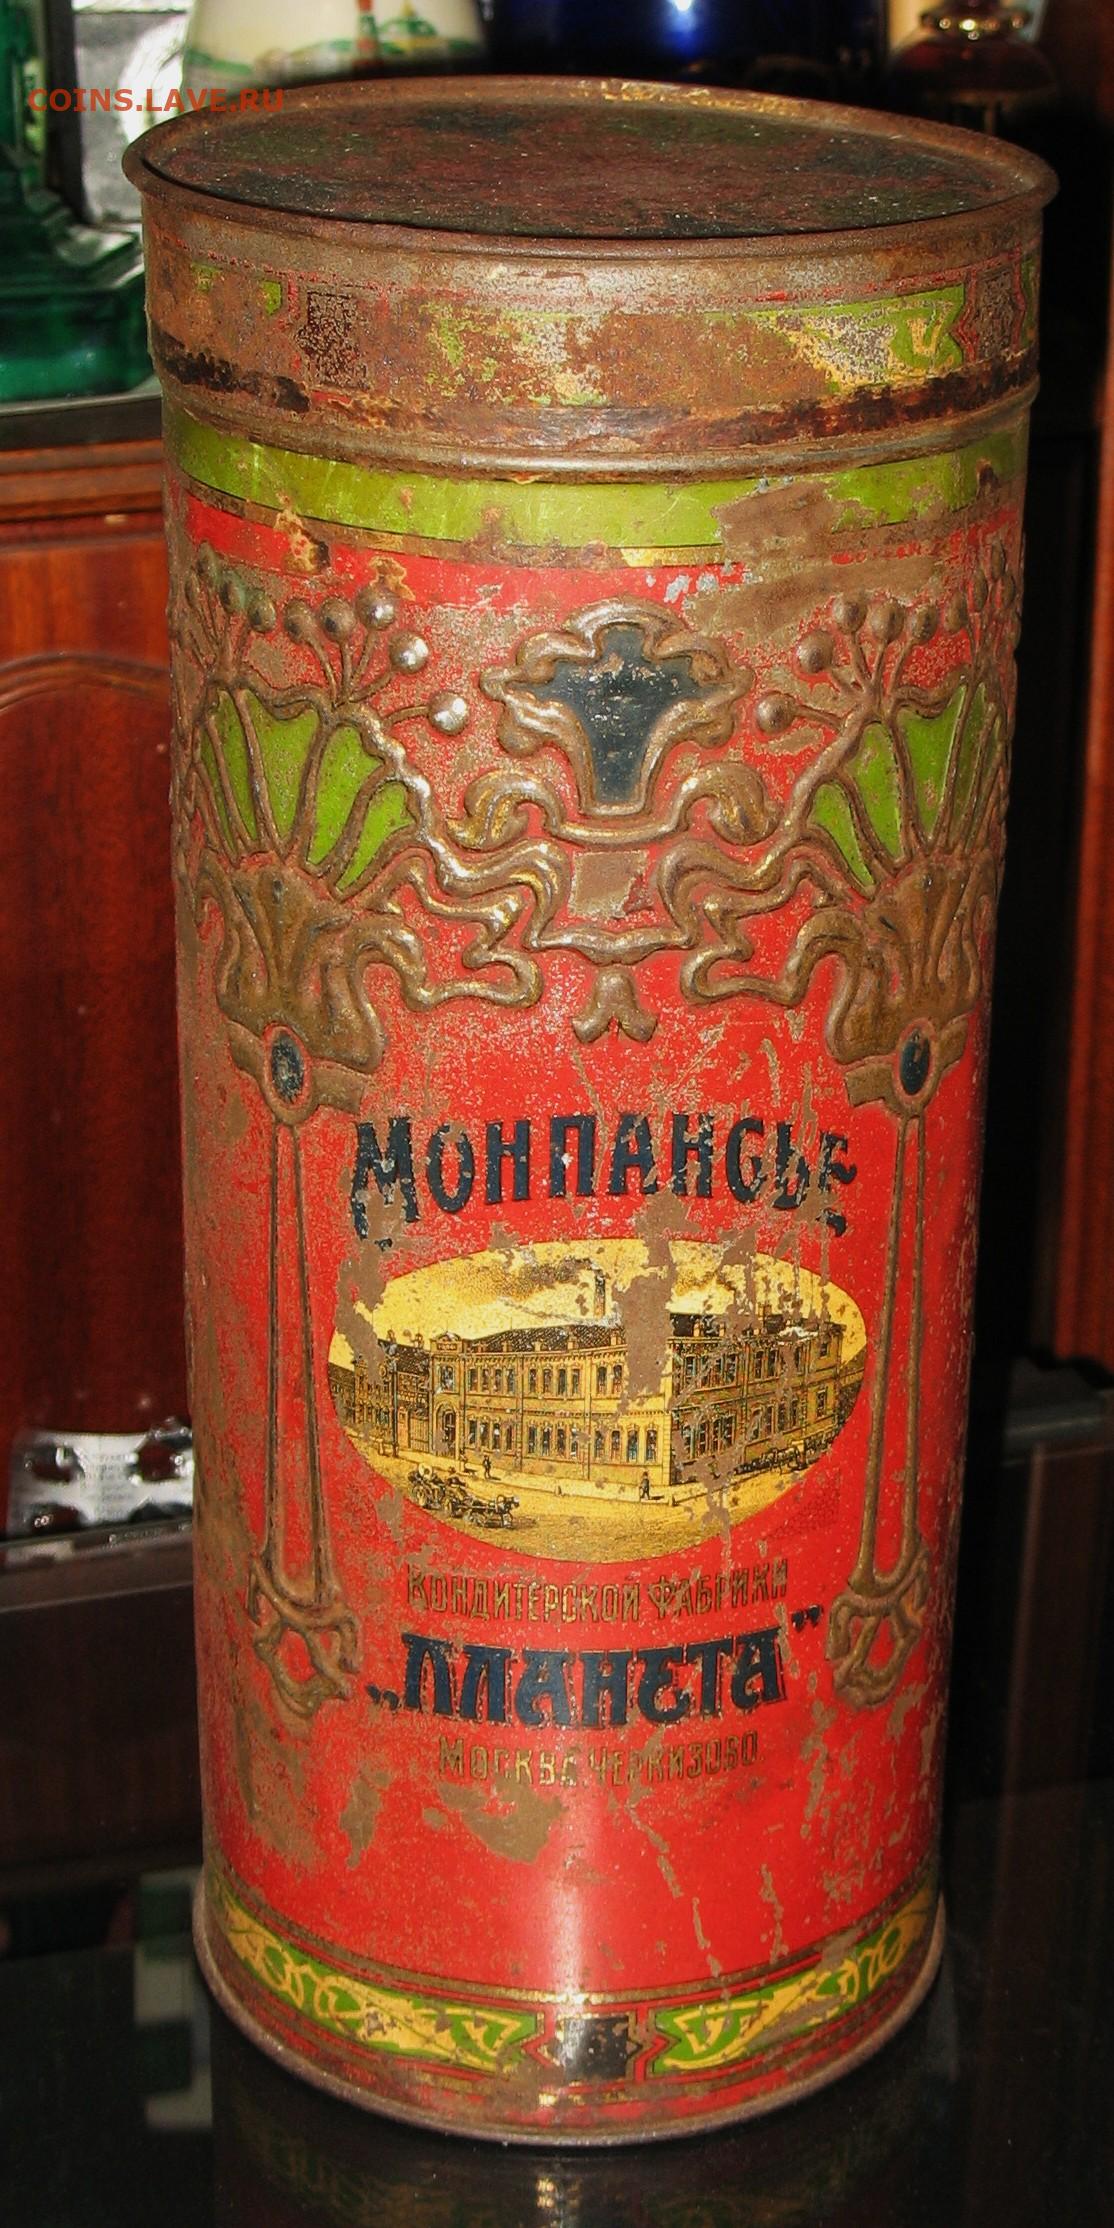 COINS.LAVE.RU
МОНПАНСЬЕ
КОНДИТЕРСКОЙ ФАБРИКИ
„ПЛАНЕТА”
МОСКВА, ЧЕРКИЗОВО.